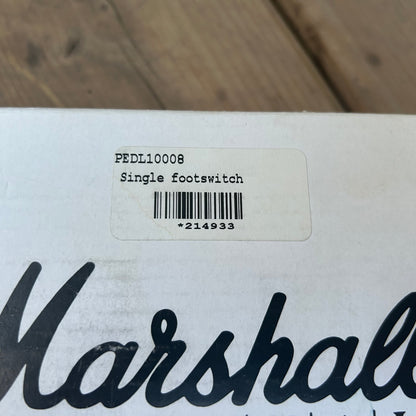 PEDL10008
Single footswitch
*214933
Marshall